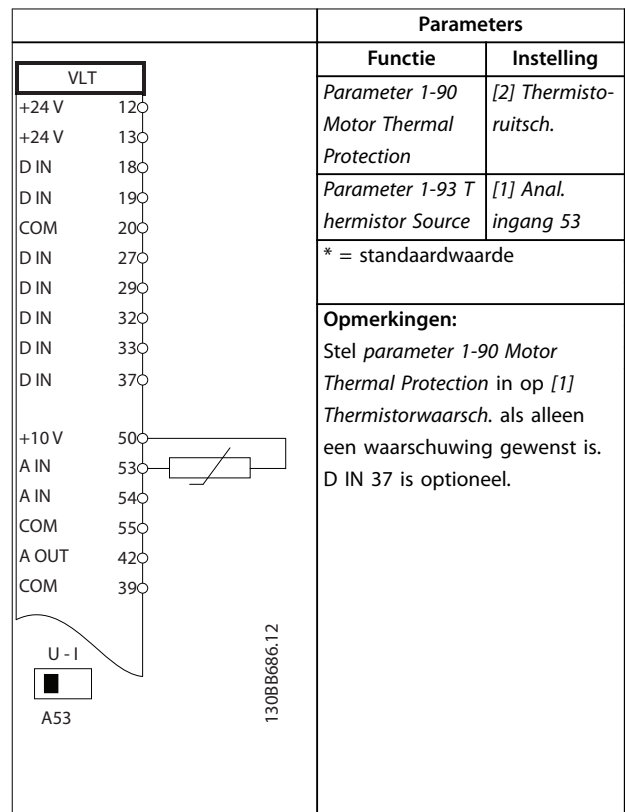 VLT
+24 V 12
+24 V 13
D IN 18
D IN 19
COM 20
D IN 27
D IN 29
D IN 32
D IN 33
D IN 37
+10 V 50
A IN 53
A IN 54
COM 55
A OUT 42
COM 39
U - I
A53
130BB686.12
Parameters
Functie Instelling
Parameter 1-90 [2] Thermisto-
Motor Thermal ruitsch.
Protection
Parameter 1-93 T [1] Anal.
hermistor Source ingang 53
* = standaardwaarde
Opmerkingen:
Stel parameter 1-90 Motor
Thermal Protection in op [1]
Thermistorwaarsch. als alleen
een waarschuwing gewenst is.
D IN 37 is optioneel.